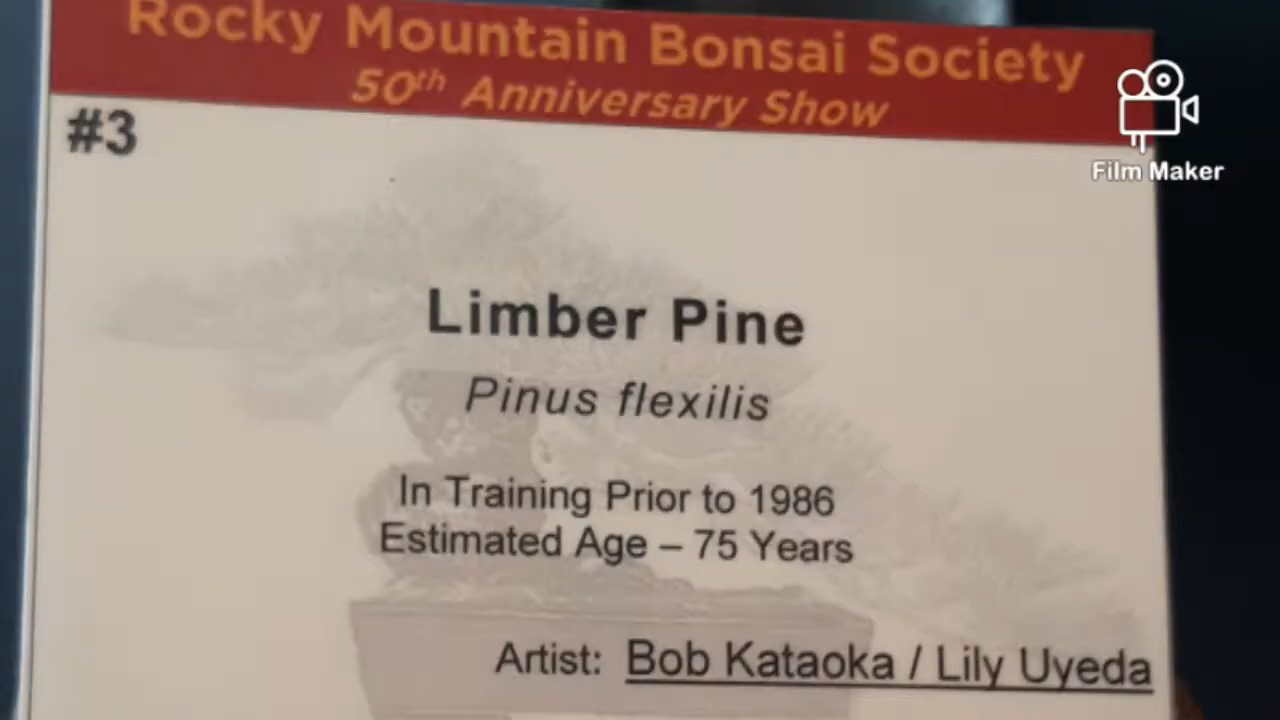 Rocky Mountain Bonsai Society
50th Anniversary Show
#3
Film Maker
Limber Pine
Pinus flexilis
In Training Prior to 1986
Estimated Age – 75 Years
Artist: Bob Kataoka / Lily Uyeda